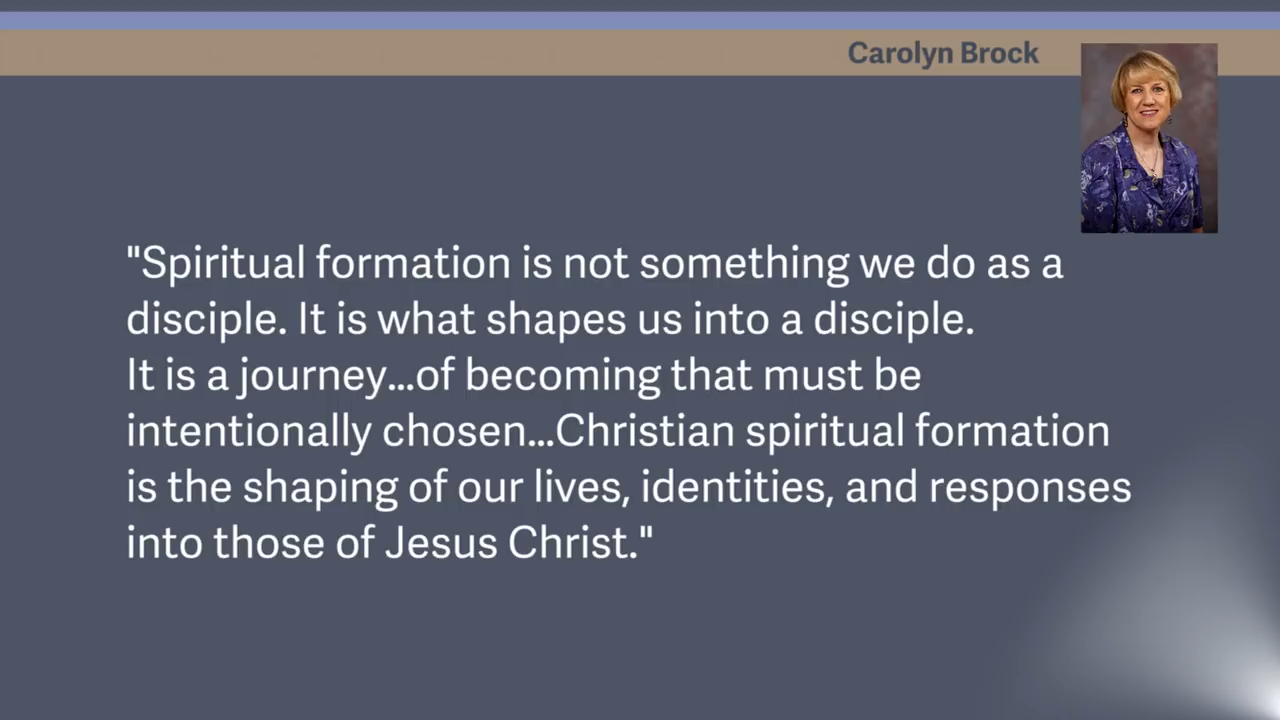 Carolyn Brock
"Spiritual formation is not something we do as a
disciple. It is what shapes us into a disciple.
It is a journey...of becoming that must be
intentionally chosen...Christian spiritual formation
is the shaping of our lives, identities, and responses
into those of Jesus Christ."